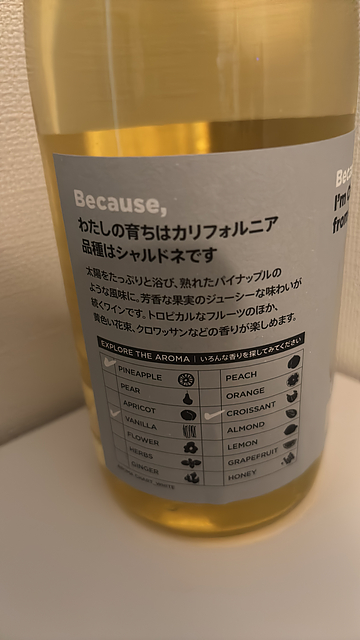 Because,
わたしの育ちはカリフォルニア
品種はシャルドネです
太陽をたっぷりと浴び、熟れたパイナップルの
ような風味に。芳香な果実のジューシーな味わいが
続くワインです。トロピカルなフルーツのほか、
黄色い花束、クロワッサンなどの香りが楽しめます。
EXPLORE THE AROMA | いろんな香りを探してみてください
PINEAPPLE
PEAR
APRICOT
VANILLA
FLOWER
HERBS
GINGER
PEACH
ORANGE
CROISSANT
ALMOND
LEMON
GRAPEFRUIT
HONEY
Bec
I'm
from